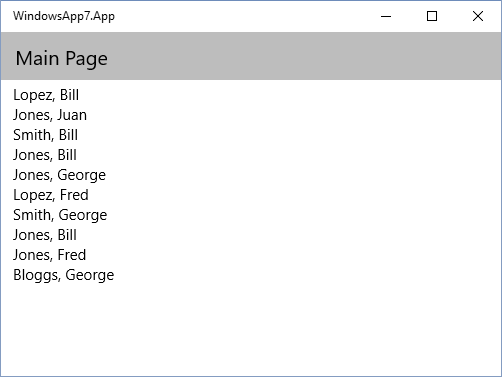 WindowsApp7.App
Main Page
Lopez, Bill
Jones, Juan
Smith, Bill
Jones, Bill
Jones, George
Lopez, Fred
Smith, George
Jones, Bill
Jones, Fred
Bloggs, George